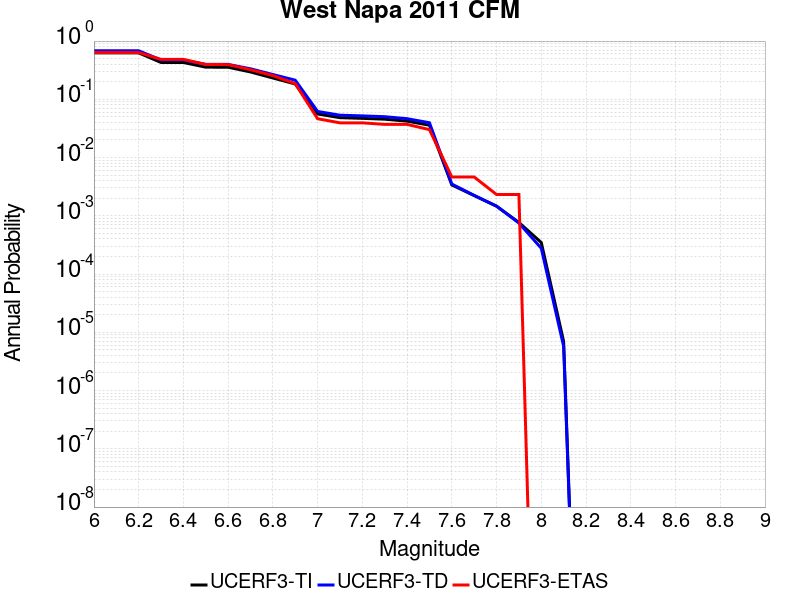 West Napa 2011 CFM
10^0
10^-1
10^-2
10^-3
10^-4
10^-5
10^-6
10^-7
10^-8
Annual Probability
6 6.2 6.4 6.6 6.8 7 7.2 7.4 7.6 7.8 8 8.2 8.4 8.6 8.8 9
Magnitude
UCERF3-TI UCERF3-TD UCERF3-ETAS